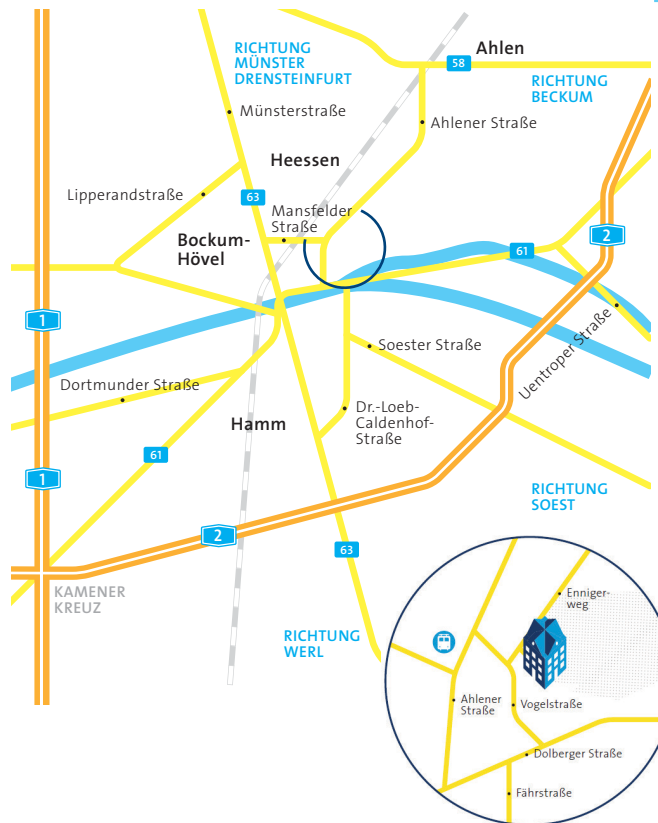 RICHTUNG
MÜNSTER
DRENSTEINFURT
Ahlen
58
RICHTUNG
BECKUM
Münsterstraße
Ahlener Straße
Heessen
Lipperandstraße
63
Mansfelder
Straße
2
Bockum-
Hövel
61
1
Soester Straße
Uentroper Straße
Dortmunder Straße
Dr.-Loeb-
Caldenhof-
Straße
Hamm
61
1
RICHTUNG
SOEST
2
63
KAMENER
KREUZ
Enniger-
weg
RICHTUNG
WERL
Ahlener
Straße
Vogelstraße
Dolberger Straße
Fährstraße